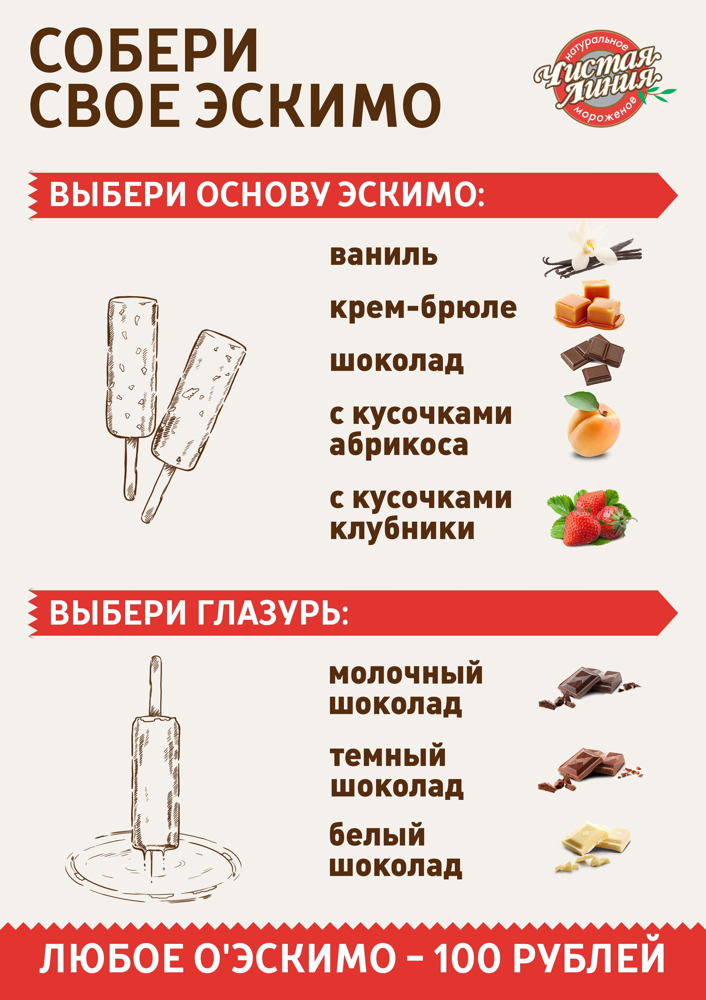 СОБЕРИ
СВОЕ ЭСКИМО
натуральное
Чистая
Линия
мороженое
ВЫБЕРИ ОСНОВУ ЭСКИМО:
ваниль
крем-брюле
шоколад
с кусочками
абрикоса
с кусочками
клубники
ВЫБЕРИ ГЛАЗУРЬ:
молочный
шоколад
темный
шоколад
белый
шоколад
ЛЮБОЕ О'ЭСКИМО – 100 РУБЛЕЙ